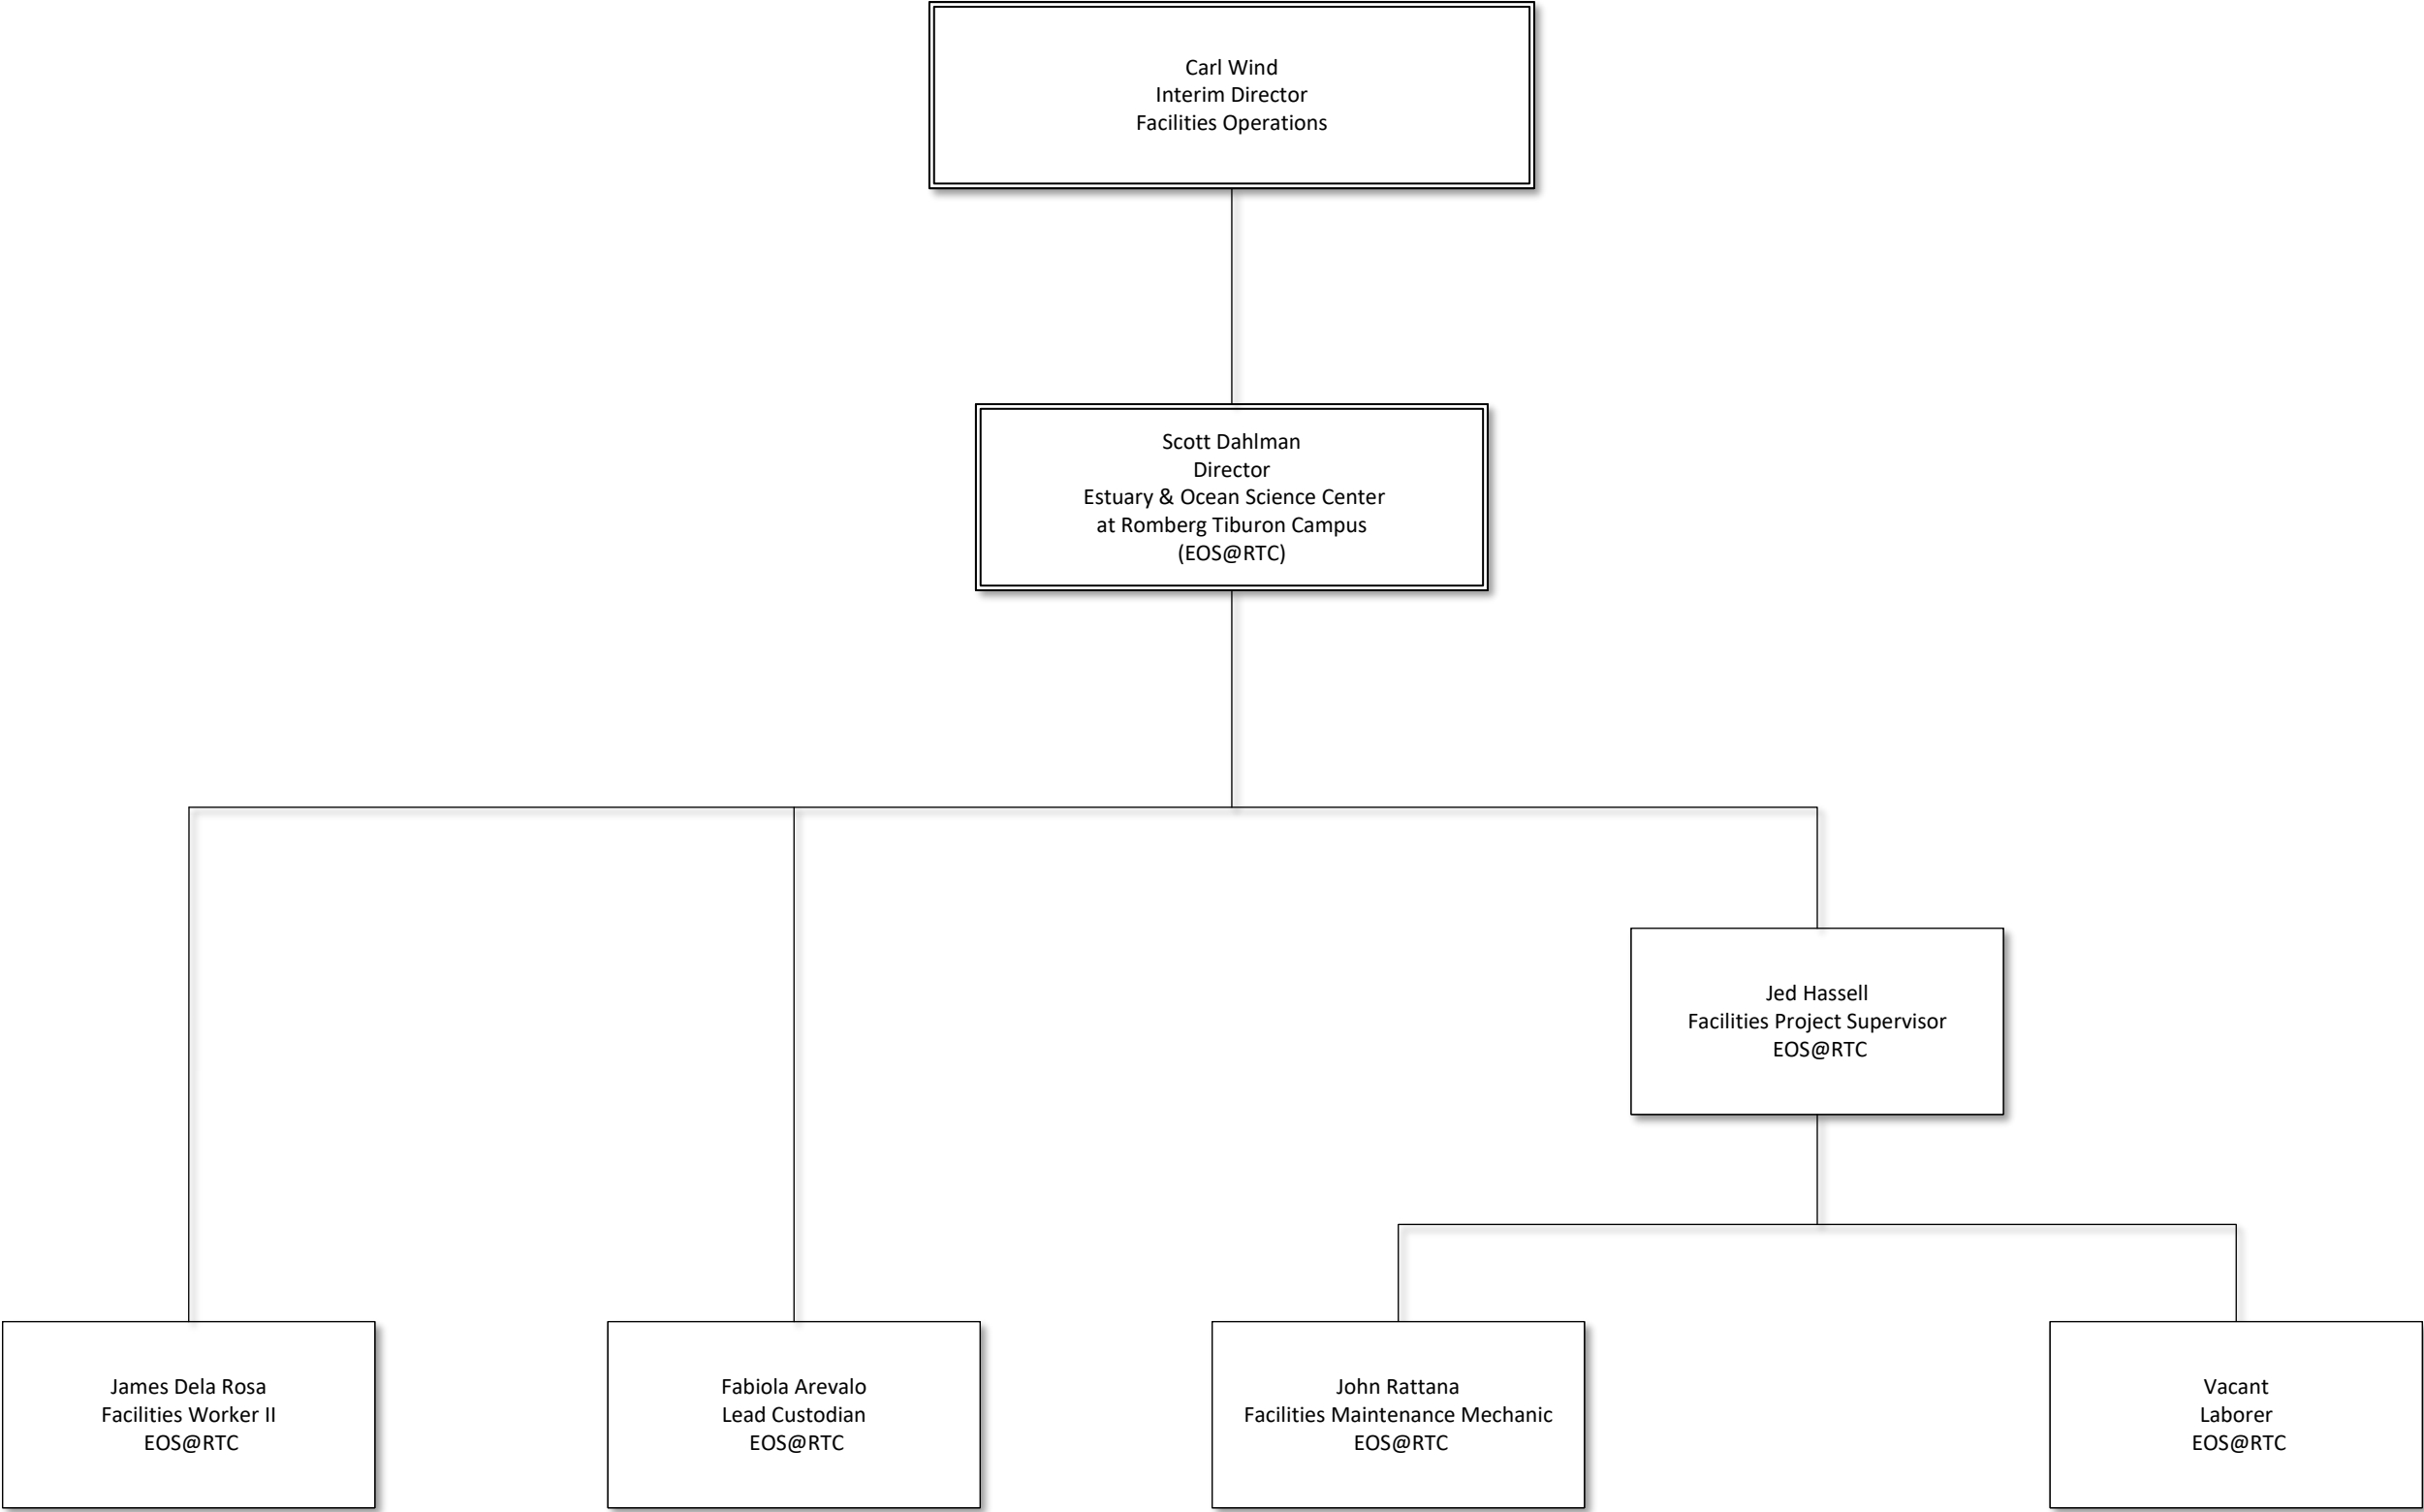 Carl Wind
Interim Director
Facilities Operations
Scott Dahlman
Director
Estuary & Ocean Science Center
at Romberg Tiburon Campus
(EOS@RTC)
Jed Hassell
Facilities Project Supervisor
EOS@RTC
James Dela Rosa
Facilities Worker II
EOS@RTC
Fabiola Arevalo
Lead Custodian
EOS@RTC
John Rattana
Facilities Maintenance Mechanic
EOS@RTC
Vacant
Laborer
EOS@RTC